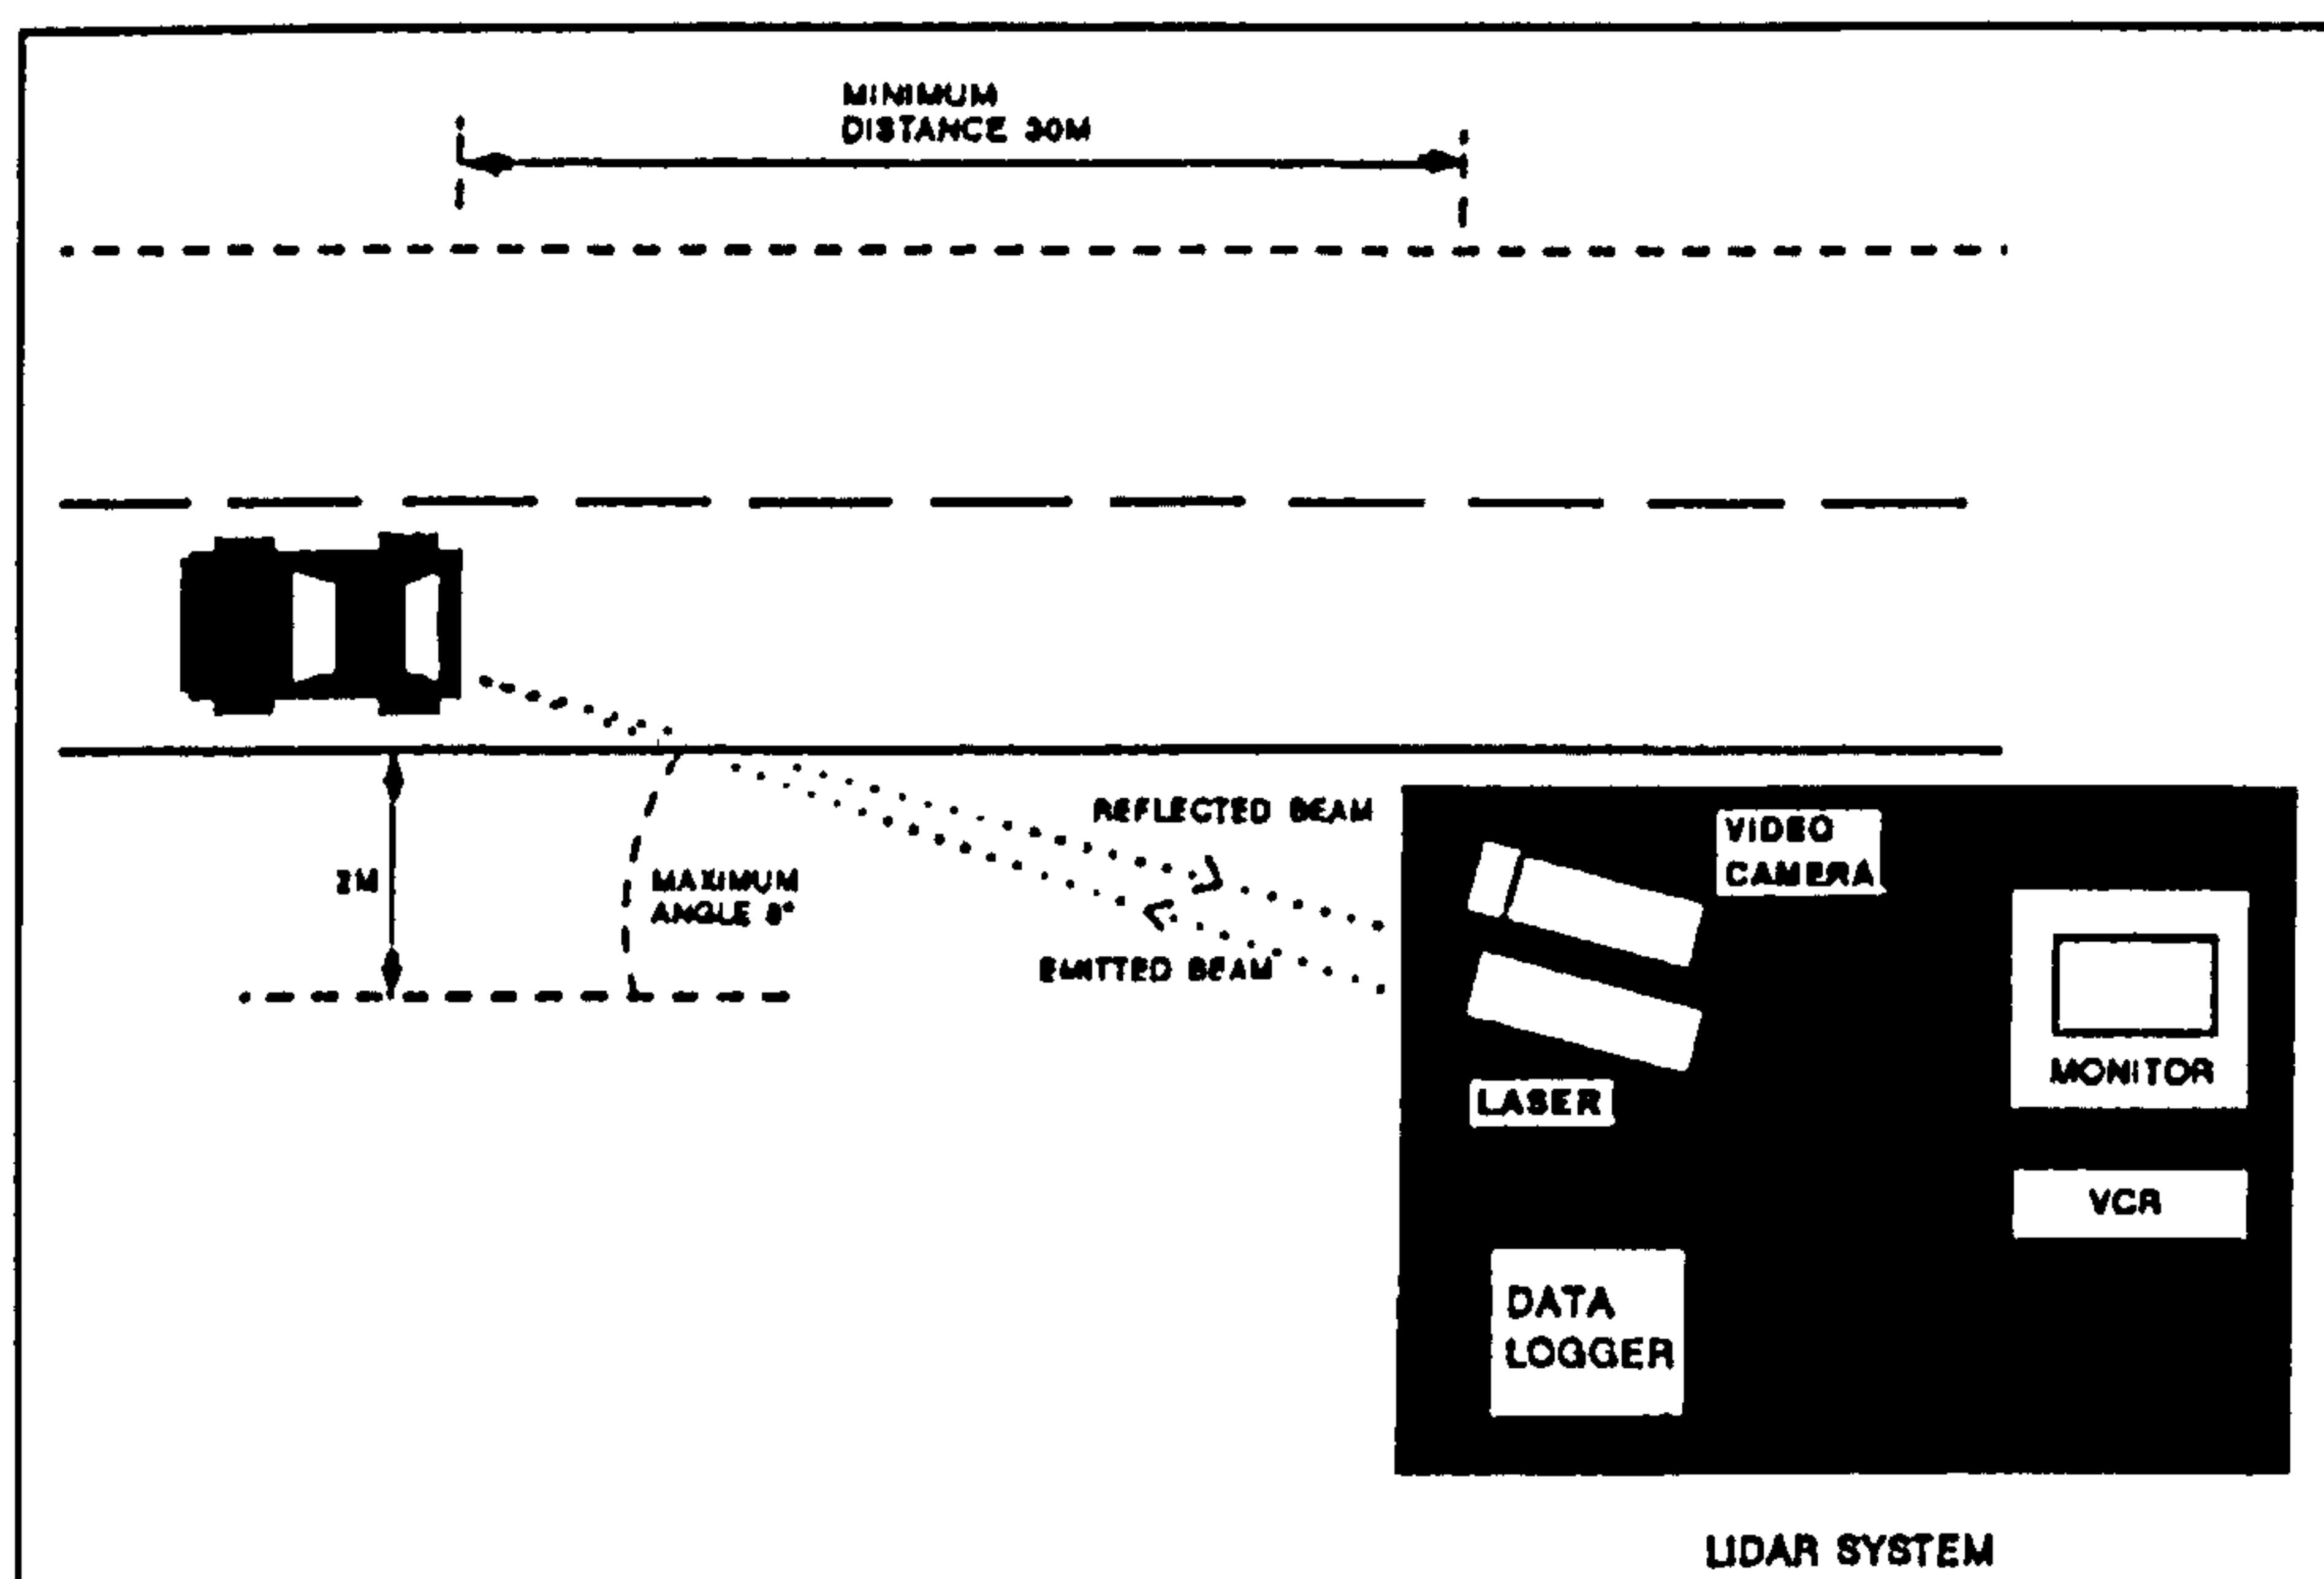 MINIMUM
DISTANCE 30M
REFLECTED BEAM
VIDEO
CAMERA
2M
MAXIMUM
ANGLE
EMITTED BEAM
MONITOR
LASER
VCR
DATA
LOGGER
LIDAR SYSTEM